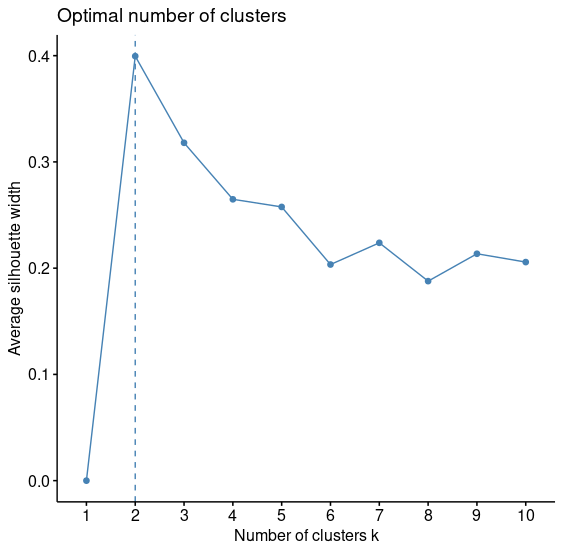 Optimal number of clusters
Average silhouette width
0.4
0.3
0.2
0.1
0.0
1 2 3 4 5 6 7 8 9 10
Number of clusters k